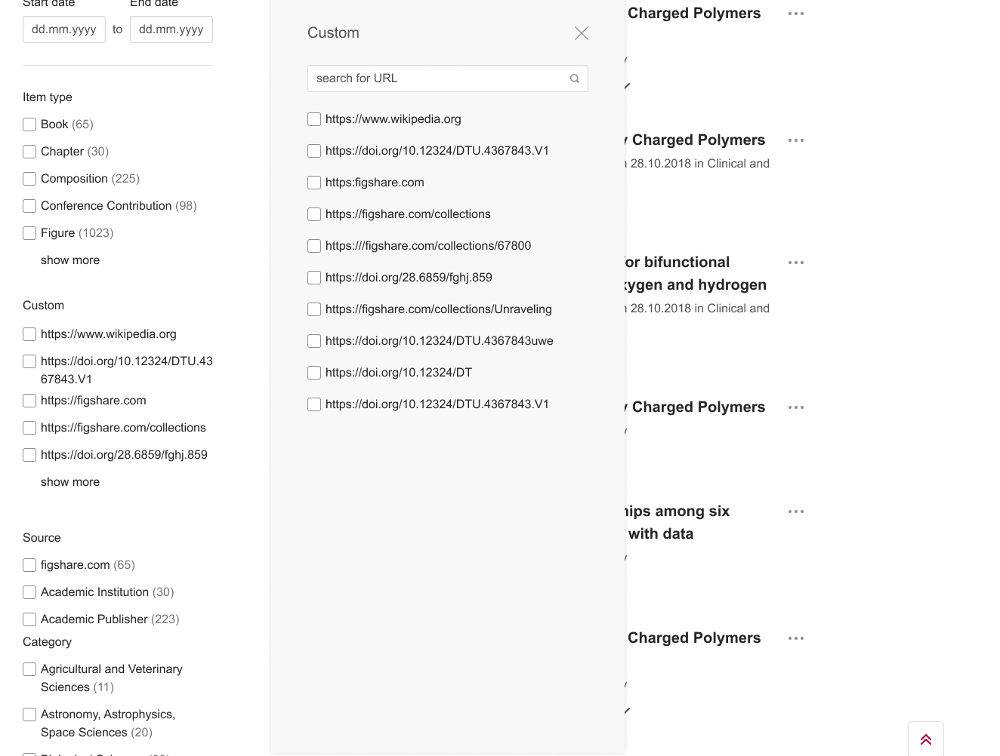 Start date
End date
dd.mm.yyyy to dd.mm.yyyy
Item type
Book (65)
Chapter (30)
Composition (225)
Conference Contribution (98)
Figure (1023)
show more
Custom
https://www.wikipedia.org
https://doi.org/10.12324/DTU.43
67843.V1
https://figshare.com
https://figshare.com/collections
https://doi.org/28.6859/fghj.859
show more
Source
figshare.com (65)
Academic Institution (30)
Academic Publisher (223)
Category
Agricultural and Veterinary
Sciences (11)
Astronomy, Astrophysics,
Space Sciences (20)
Custom
search for URL
https://www.wikipedia.org
https://doi.org/10.12324/DTU.4367843.V1
https:figshare.com
https://figshare.com/collections
https:///figshare.com/collections/67800
https://doi.org/28.6859/fghj.859
https://figshare.com/collections/Unraveling
https://doi.org/10.12324/DTU.4367843uwe
https://doi.org/10.12324/DT
https://doi.org/10.12324/DTU.4367843.V1
Charged Polymers
Charged Polymers
28.10.2018 in Clinical and
for bifunctional
and hydrogen
28.10.2018 in Clinical and
Charged Polymers
among six
with data
Charged Polymers